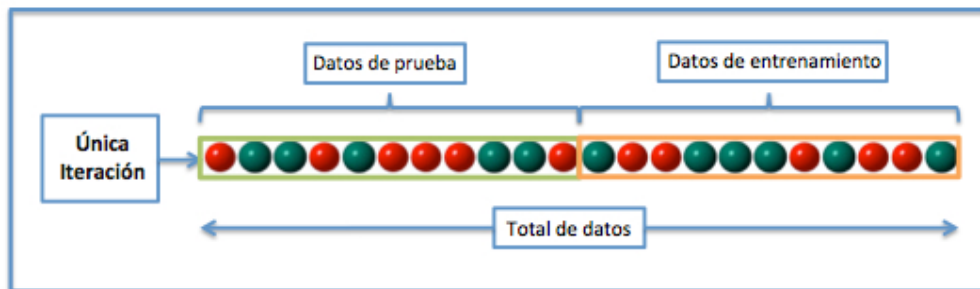 Datos de prueba
Datos de entrenamiento
Única
Iteración
Total de datos